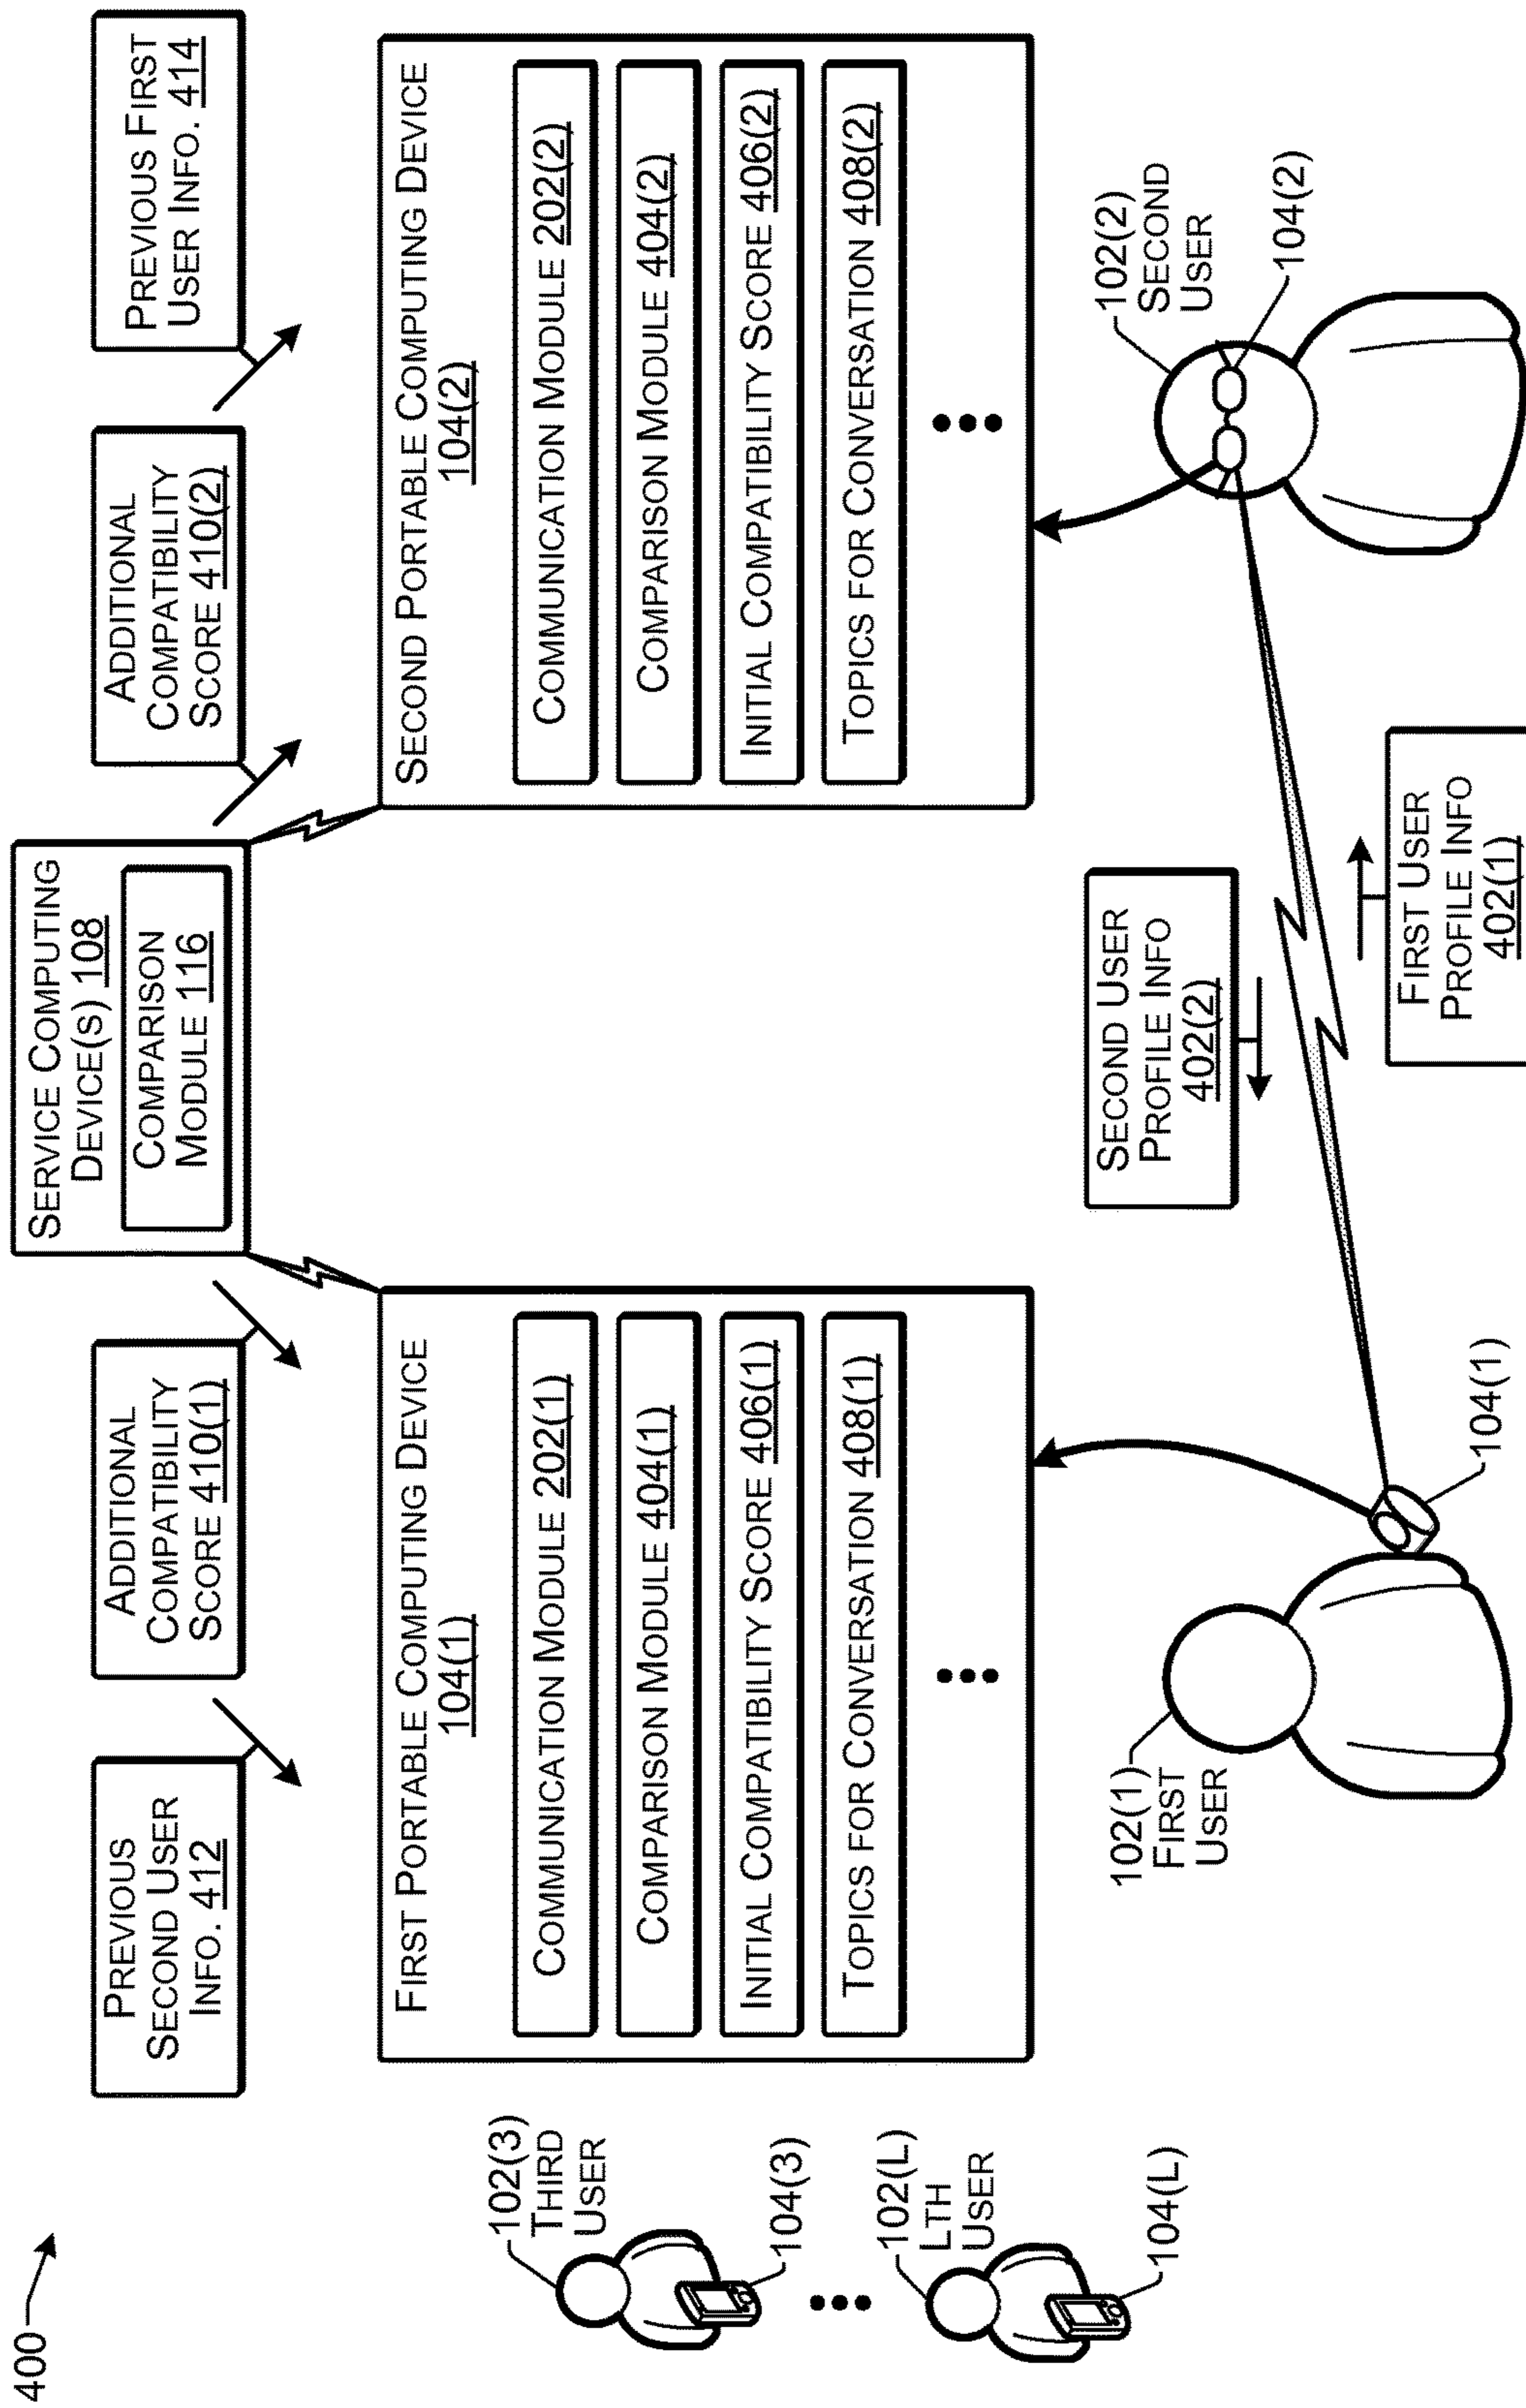 400
SERVICE COMPUTING
DEVICE(S) 108
COMPARISON
MODULE 116
PREVIOUS
SECOND USER
INFO. 412
ADDITIONAL
COMPATIBILITY
SCORE 410(1)
ADDITIONAL
COMPATIBILITY
SCORE 410(2)
PREVIOUS FIRST
USER INFO. 414
102(3)
THIRD
USER
104(3)
102(L)
LTH
USER
104(L)
FIRST PORTABLE COMPUTING DEVICE
104(1)
COMMUNICATION MODULE 202(1)
COMPARISON MODULE 404(1)
INITIAL COMPATIBILITY SCORE 406(1)
TOPICS FOR CONVERSATION 408(1)
SECOND PORTABLE COMPUTING DEVICE
104(2)
COMMUNICATION MODULE 202(2)
COMPARISON MODULE 404(2)
INITIAL COMPATIBILITY SCORE 406(2)
TOPICS FOR CONVERSATION 408(2)
102(1)
FIRST
USER
104(1)
SECOND USER
PROFILE INFO
402(2)
FIRST USER
PROFILE INFO
402(1)
102(2)
SECOND
USER
104(2)